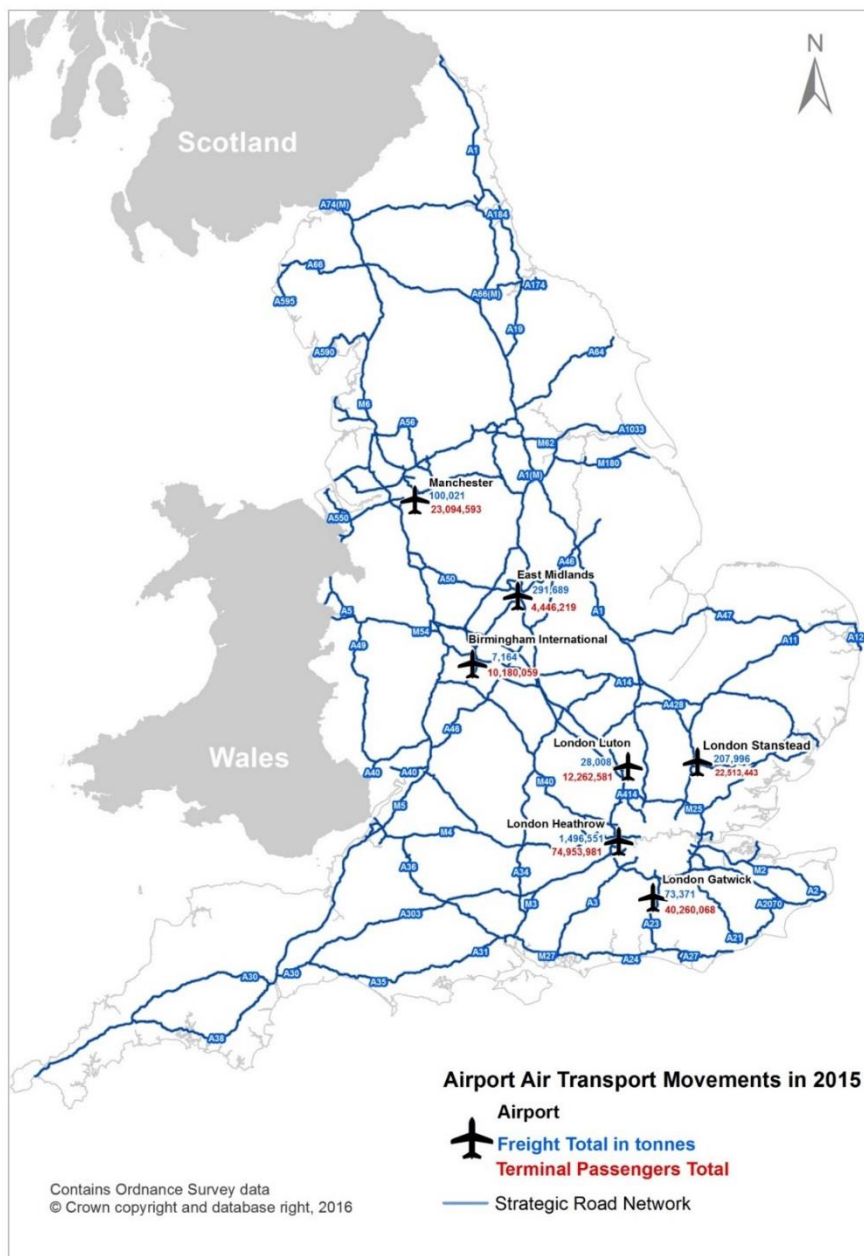 N
Scotland
A1
A74(M)
A184
A66
A595
A66(M)
A174
A19
A590
A64
M6
A56
A1033
M62
M180
A1(M)
Manchester
100,021
23,094,593
A550
A46
East Midlands
A50
291,689
4,446,219
A5
A1
A47
M54
Birmingham International
A11
A12
A49
7,164
10,180,059
A14
A428
A46
London Luton
London Stanstead
Wales
28,008
207,996
A40
A40
M40
12,262,581
22,513,443
A414
M5
M25
London Heathrow
M4
1,496,551
74,953,981
A36
A34
M2
London Gatwick
73,371
A2
M3
A3
40,260,068
A2070
A303
A23
A21
A31
M27
A24
A27
A30
A30
A35
A38
Airport Air Transport Movements in 2015
Airport
Freight Total in tonnes
Terminal Passengers Total
Strategic Road Network
Contains Ordnance Survey data
© Crown copyright and database right, 2016